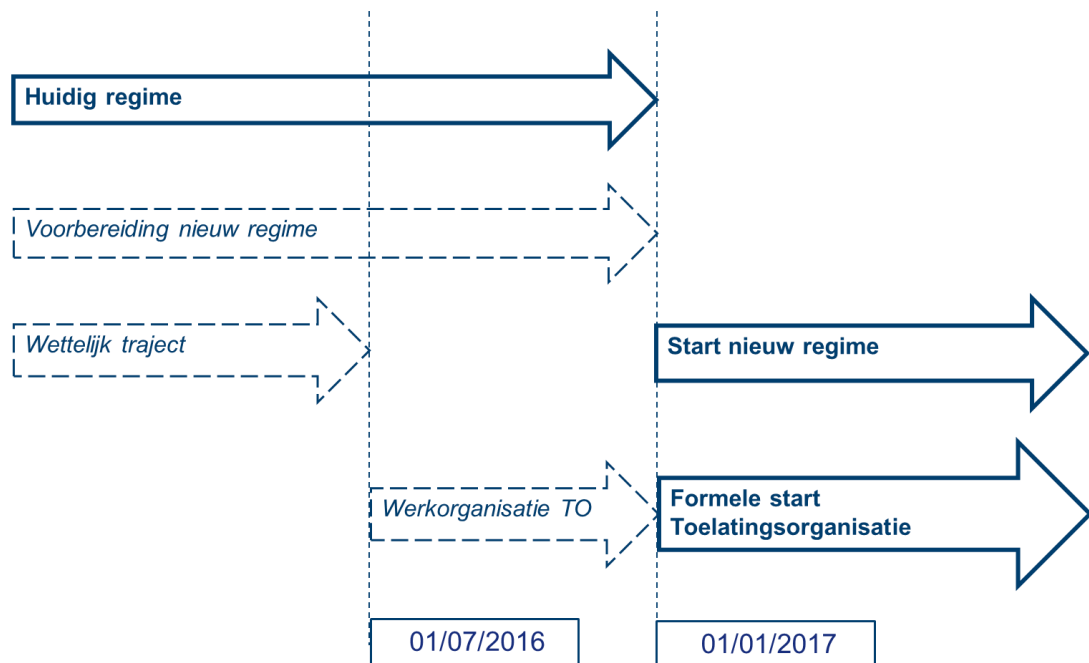 Huidig regime
Voorbereiding nieuw regime
Wettelijk traject
Start nieuw regime
Werkorganisatie TO
Formele start
Toelatingsorganisatie
01/07/2016
01/01/2017